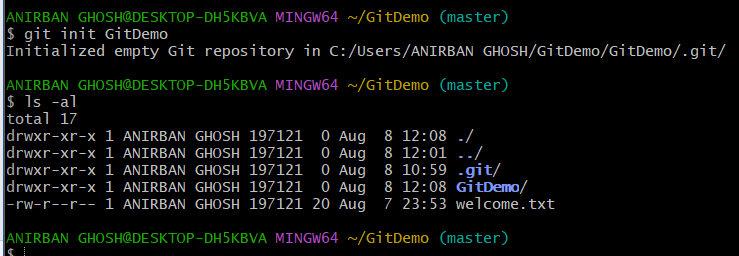 ANIRBAN GHOSH@DESKTOP-DH5KBVA MINGW64 ~/GitDemo (master)
$ git init GitDemo
Initialized empty Git repository in C:/Users/ANIRBAN GHOSH/GitDemo/GitDemo/.git/
ANIRBAN GHOSH@DESKTOP-DH5KBVA MINGW64 ~/GitDemo (master)
$ ls -al
total 17
drwxr-xr-x 1 ANIRBAN GHOSH 197121  0 Aug  8 12:08 ./
drwxr-xr-x 1 ANIRBAN GHOSH 197121  0 Aug  8 12:01 ../
drwxr-xr-x 1 ANIRBAN GHOSH 197121  0 Aug  8 10:59 .git/
drwxr-xr-x 1 ANIRBAN GHOSH 197121  0 Aug  8 12:08 GitDemo/
-rw-r--r-- 1 ANIRBAN GHOSH 197121 20 Aug  7 23:53 welcome.txt
ANIRBAN GHOSH@DESKTOP-DH5KBVA MINGW64 ~/GitDemo (master)
$